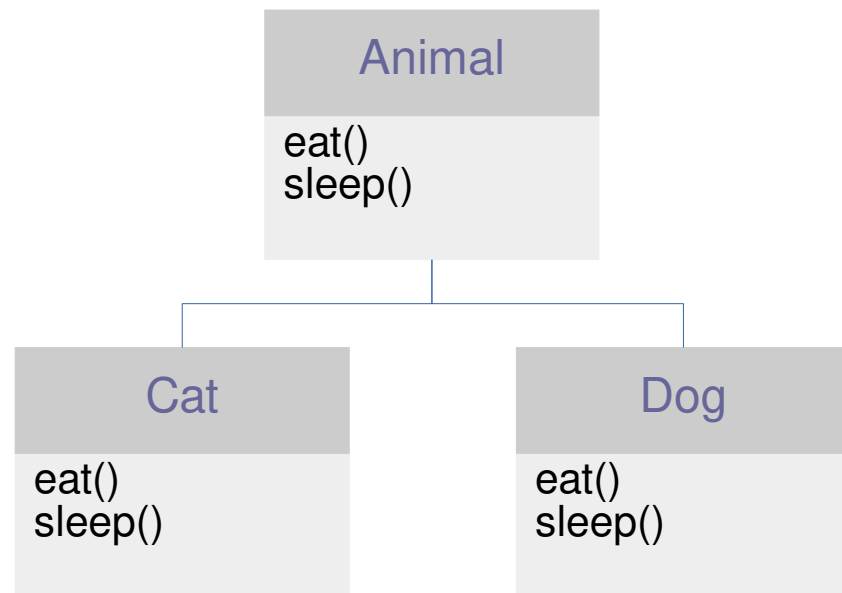 Animal
eat()
sleep()
Cat
eat()
sleep()
Dog
eat()
sleep()